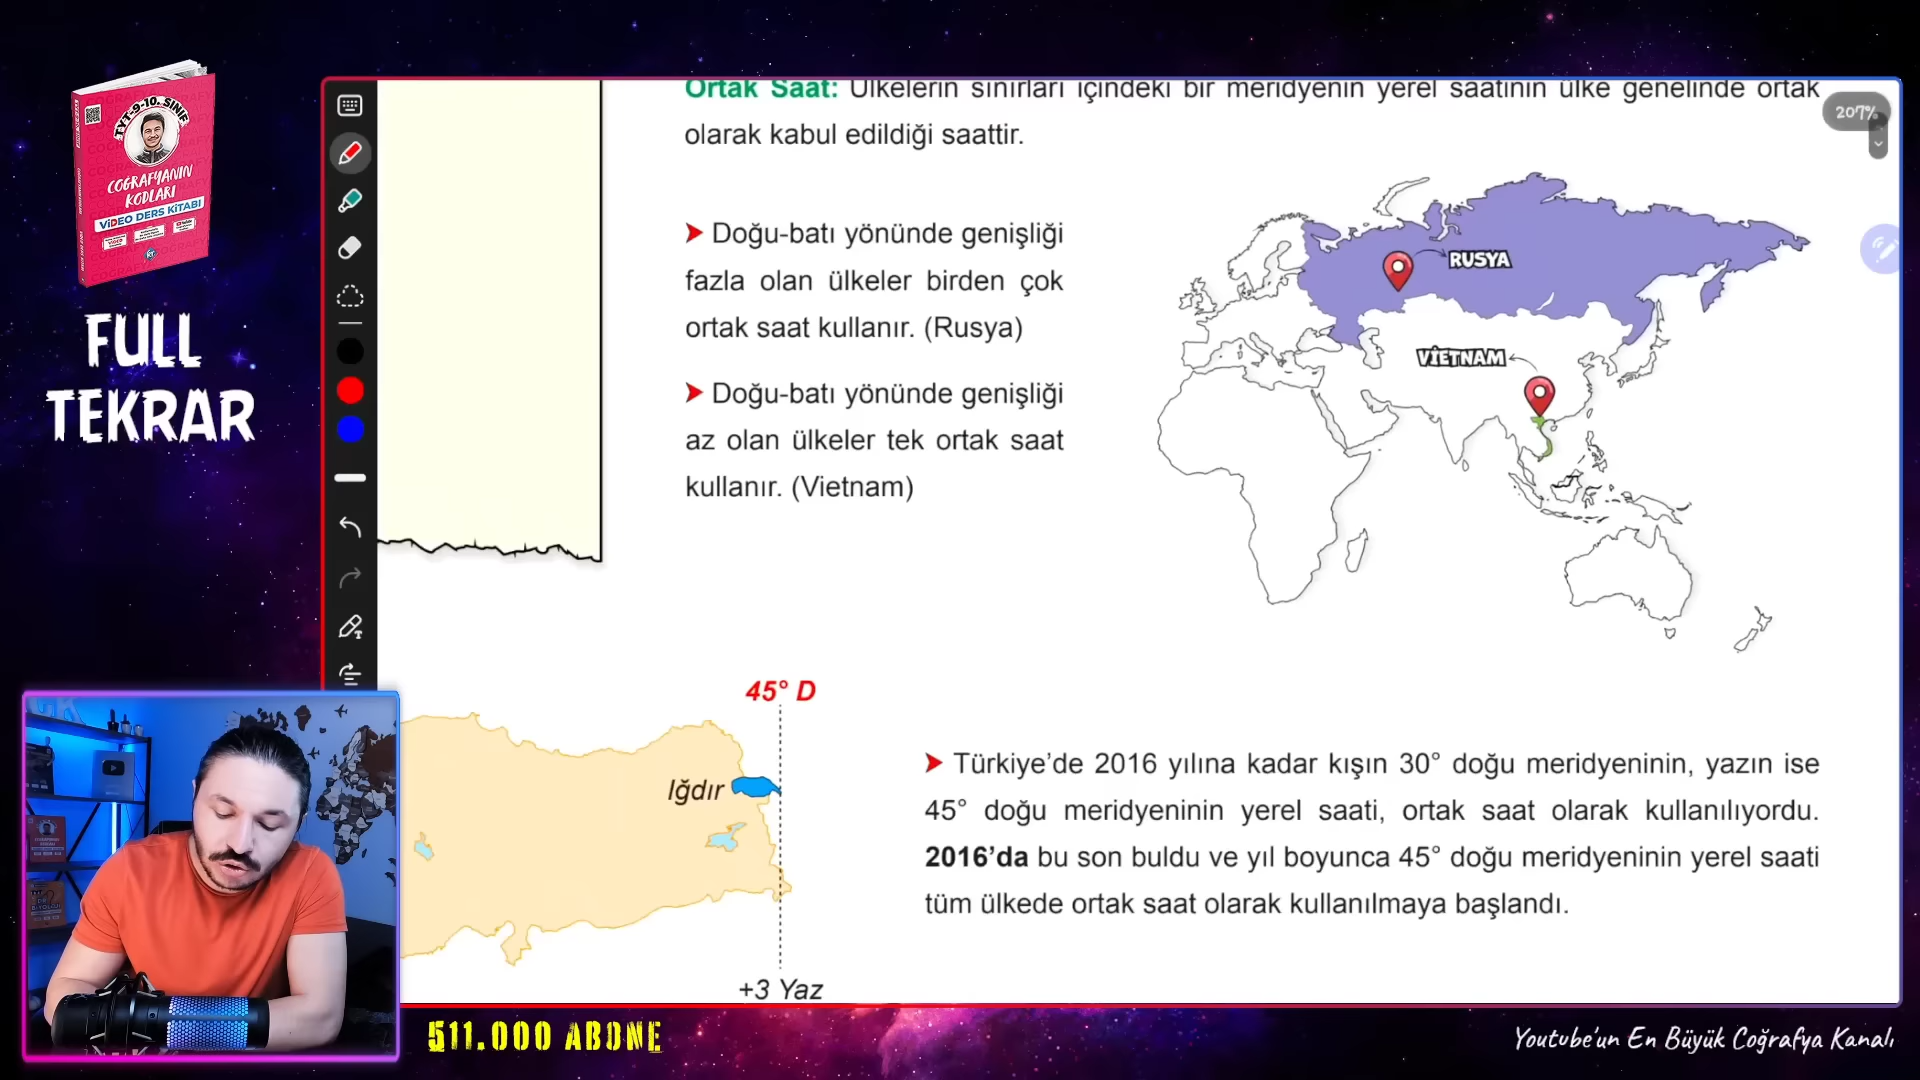 TYT-9-10. SINIF
COĞRAFYANIN
KODLARI
VİDEO DERS KİTABI
FULL
TEKRAR
Ortak Saat: Ülkelerin sınırları içindeki bir meridyenin yerel saatinin ülke genelinde ortak
olarak kabul edildiği saattir.
207%
➤ Doğu-batı yönünde genişliği
fazla olan ülkeler birden çok
ortak saat kullanır. (Rusya)
➤ Doğu-batı yönünde genişliği
az olan ülkeler tek ortak saat
kullanır. (Vietnam)
RUSYA
VİETNAM
45° D
Iğdır
+3 Yaz
➤ Türkiye’de 2016 yılına kadar kışın 30° doğu meridyeninin, yazın ise
45° doğu meridyeninin yerel saati, ortak saat olarak kullanılıyordu.
2016’da bu son buldu ve yıl boyunca 45° doğu meridyeninin yerel saati
tüm ülkede ortak saat olarak kullanılmaya başlandı.
511.000 ABONE
Youtube'un En Büyük Coğrafya Kanalı